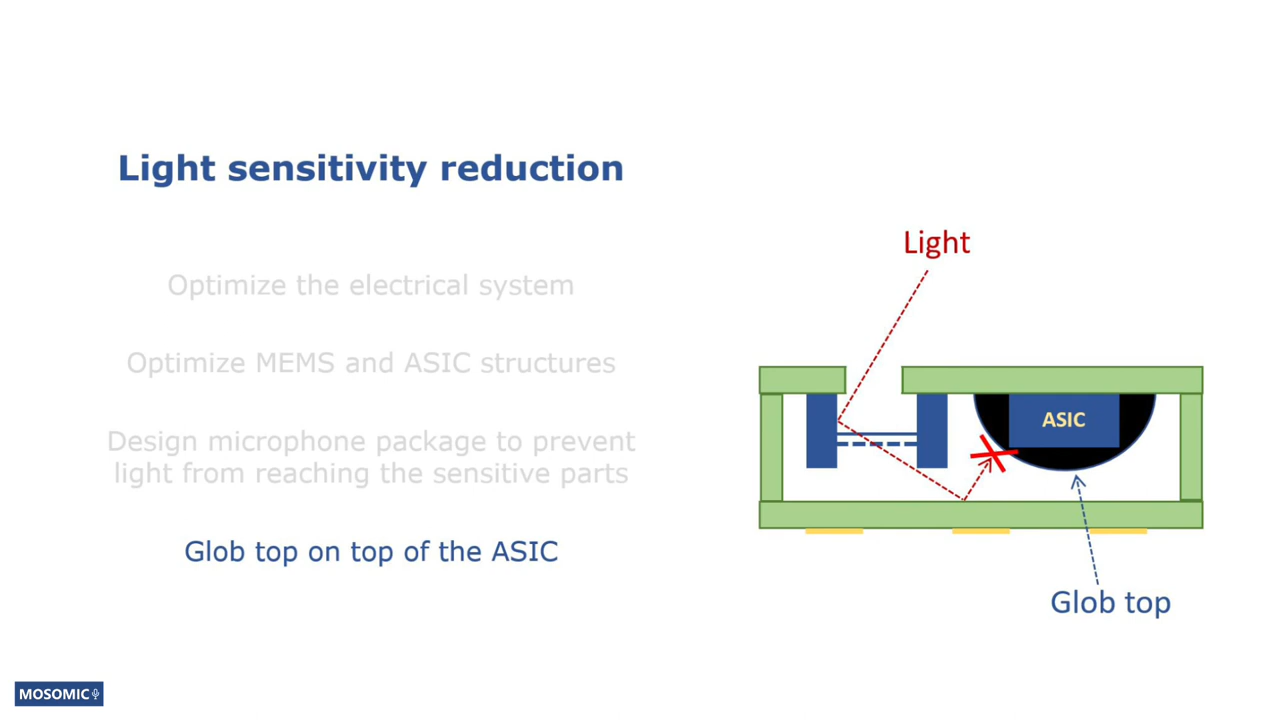 Light sensitivity reduction
Optimize the electrical system
Optimize MEMS and ASIC structures
Design microphone package to prevent
light from reaching the sensitive parts
Glob top on top of the ASIC
Light
ASIC
Glob top
MOSOMIC